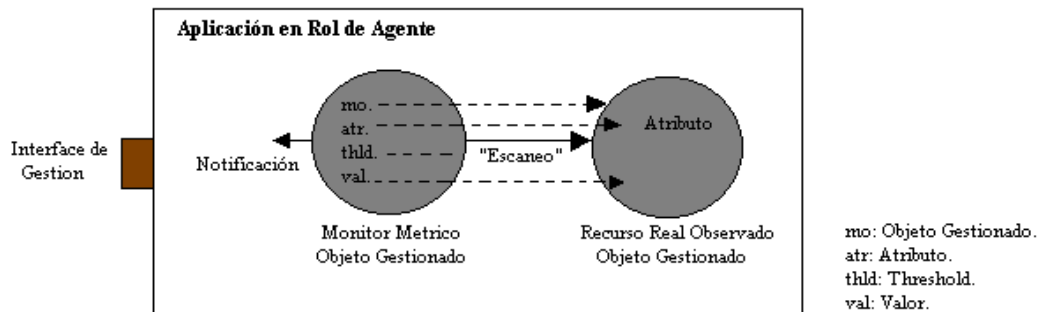 Aplicación en Rol de Agente
mo.
atr.
thld.
val.
Atributo
"Escaneo"
Notificación
Interface de
Gestion
Monitor Metrico
Objeto Gestionado
Recurso Real Observado
Objeto Gestionado
mo: Objeto Gestionado.
atr: Atributo.
thld: Threshold.
val: Valor.